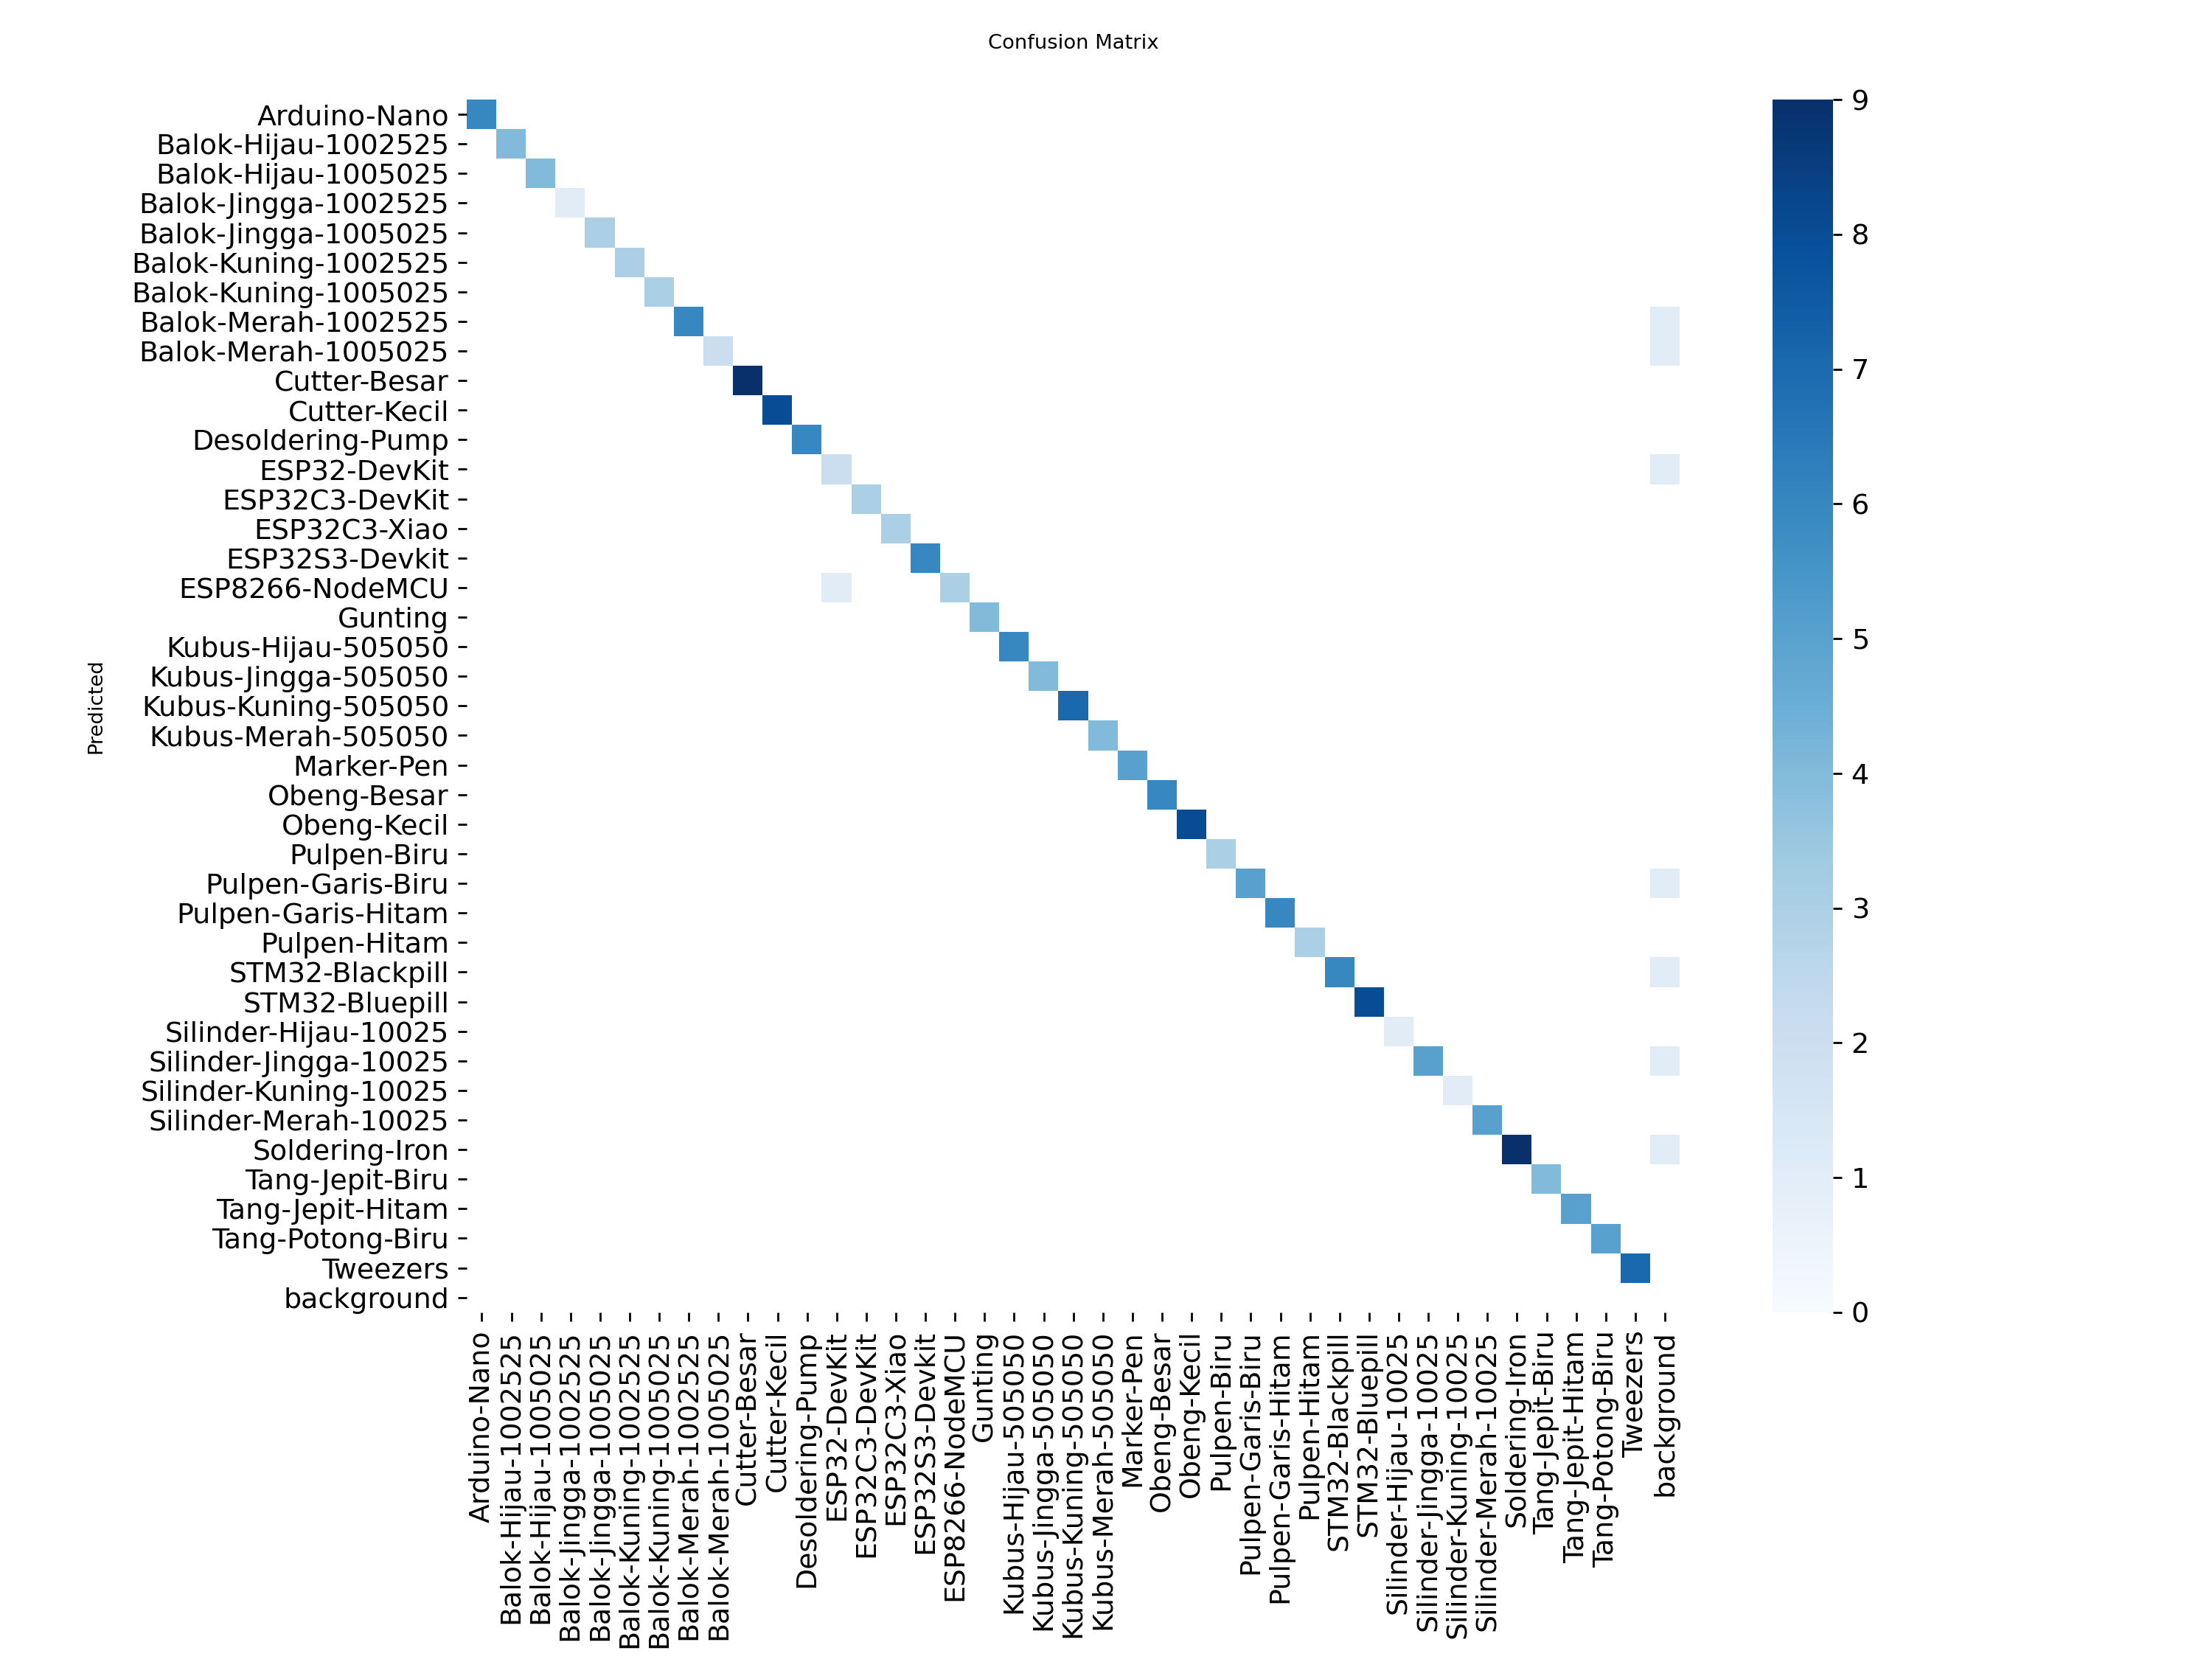 Confusion Matrix
Predicted
Arduino-Nano
Balok-Hijau-1002525
Balok-Hijau-1005025
Balok-Jingga-1002525
Balok-Jingga-1005025
Balok-Kuning-1002525
Balok-Kuning-1005025
Balok-Merah-1002525
Balok-Merah-1005025
Cutter-Besar
Cutter-Kecil
Desoldering-Pump
ESP32-DevKit
ESP32C3-DevKit
ESP32C3-Xiao
ESP32S3-Devkit
ESP8266-NodeMCU
Gunting
Kubus-Hijau-505050
Kubus-Jingga-505050
Kubus-Kuning-505050
Kubus-Merah-505050
Marker-Pen
Obeng-Besar
Obeng-Kecil
Pulpen-Biru
Pulpen-Garis-Biru
Pulpen-Garis-Hitam
Pulpen-Hitam
STM32-Blackpill
STM32-Bluepill
Silinder-Hijau-10025
Silinder-Jingga-10025
Silinder-Kuning-10025
Silinder-Merah-10025
Soldering-Iron
Tang-Jepit-Biru
Tang-Jepit-Hitam
Tang-Potong-Biru
Tweezers
background
Arduino-Nano
Balok-Hijau-1002525
Balok-Hijau-1005025
Balok-Jingga-1002525
Balok-Jingga-1005025
Balok-Kuning-1002525
Balok-Kuning-1005025
Balok-Merah-1002525
Balok-Merah-1005025
Cutter-Besar
Cutter-Kecil
Desoldering-Pump
ESP32-DevKit
ESP32C3-DevKit
ESP32C3-Xiao
ESP32S3-Devkit
ESP8266-NodeMCU
Gunting
Kubus-Hijau-505050
Kubus-Jingga-505050
Kubus-Kuning-505050
Kubus-Merah-505050
Marker-Pen
Obeng-Besar
Obeng-Kecil
Pulpen-Biru
Pulpen-Garis-Biru
Pulpen-Garis-Hitam
Pulpen-Hitam
STM32-Blackpill
STM32-Bluepill
Silinder-Hijau-10025
Silinder-Jingga-10025
Silinder-Kuning-10025
Silinder-Merah-10025
Soldering-Iron
Tang-Jepit-Biru
Tang-Jepit-Hitam
Tang-Potong-Biru
Tweezers
background
9
8
7
6
5
4
3
2
1
0